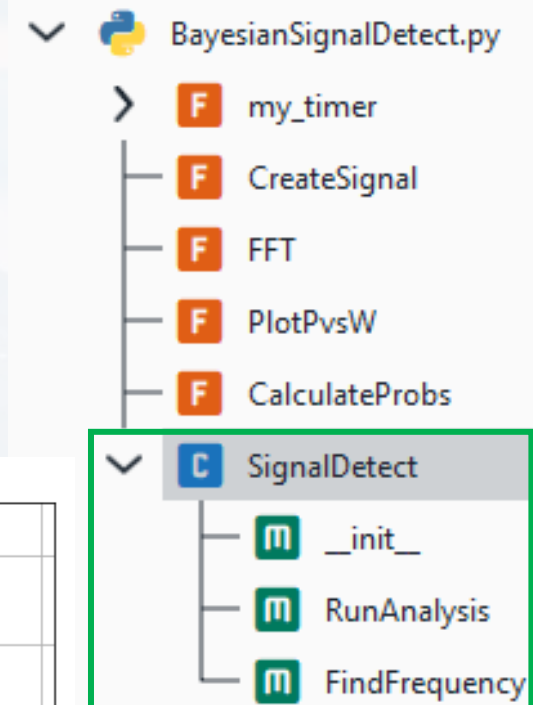 BayesianSignalDetect.py
F my_timer
F CreateSignal
F FFT
F PlotPvsW
F CalculateProbs
C SignalDetect
m __init__
m RunAnalysis
m FindFrequency